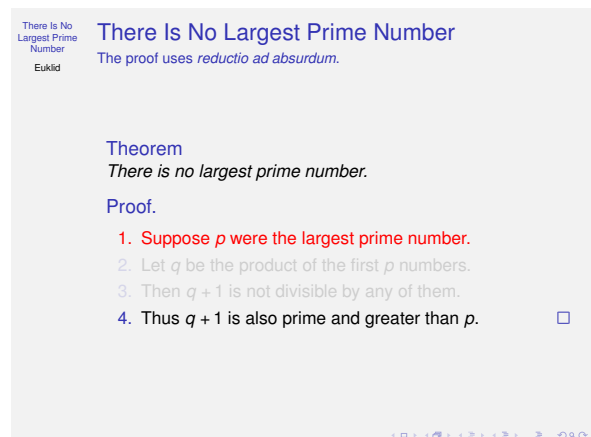 There Is No
Largest Prime
Number
Euklid
There Is No Largest Prime Number
The proof uses reductio ad absurdum.
Theorem
There is no largest prime number.
Proof.
1. Suppose p were the largest prime number.
2. Let q be the product of the first p numbers.
3. Then q + 1 is not divisible by any of them.
4. Thus q + 1 is also prime and greater than p. □